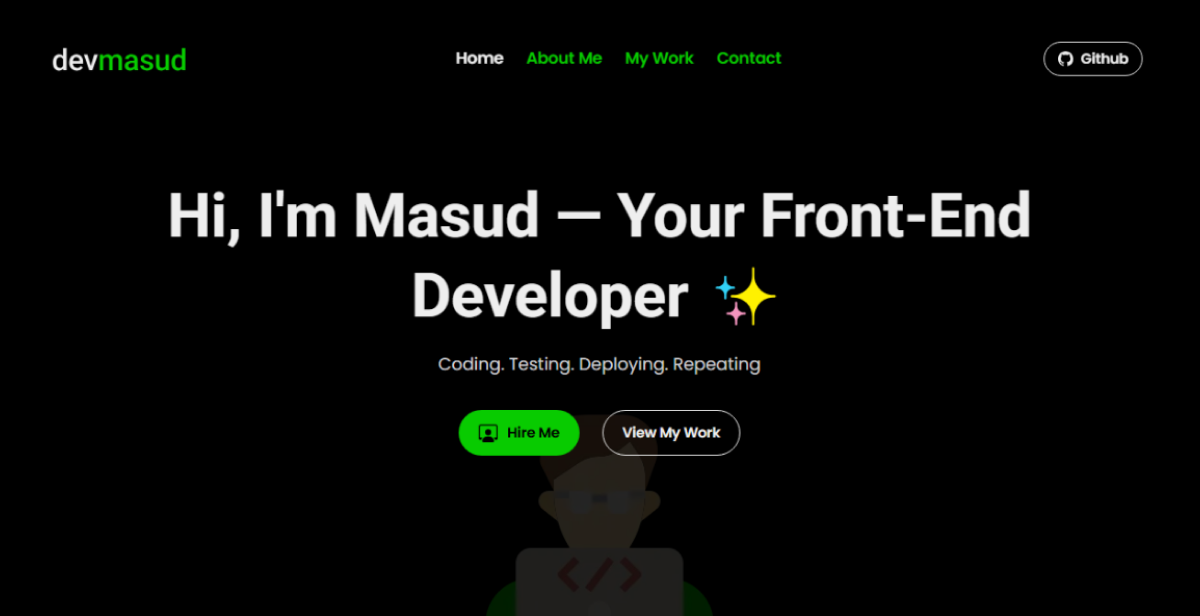 devmasud
Home About Me My Work Contact
Github
Hi, I'm Masud — Your Front-End
Developer ✨
Coding. Testing. Deploying. Repeating
Hire Me
View My Work
</>